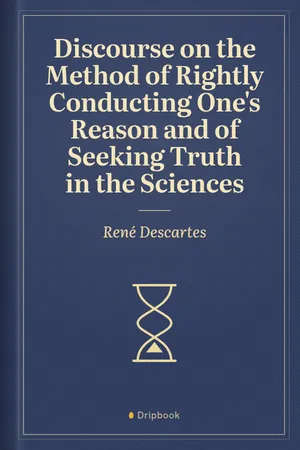 Discourse on the
Method of Rightly
Conducting One's
Reason and of
Seeking Truth
in the Sciences
René Descartes
Dripbook